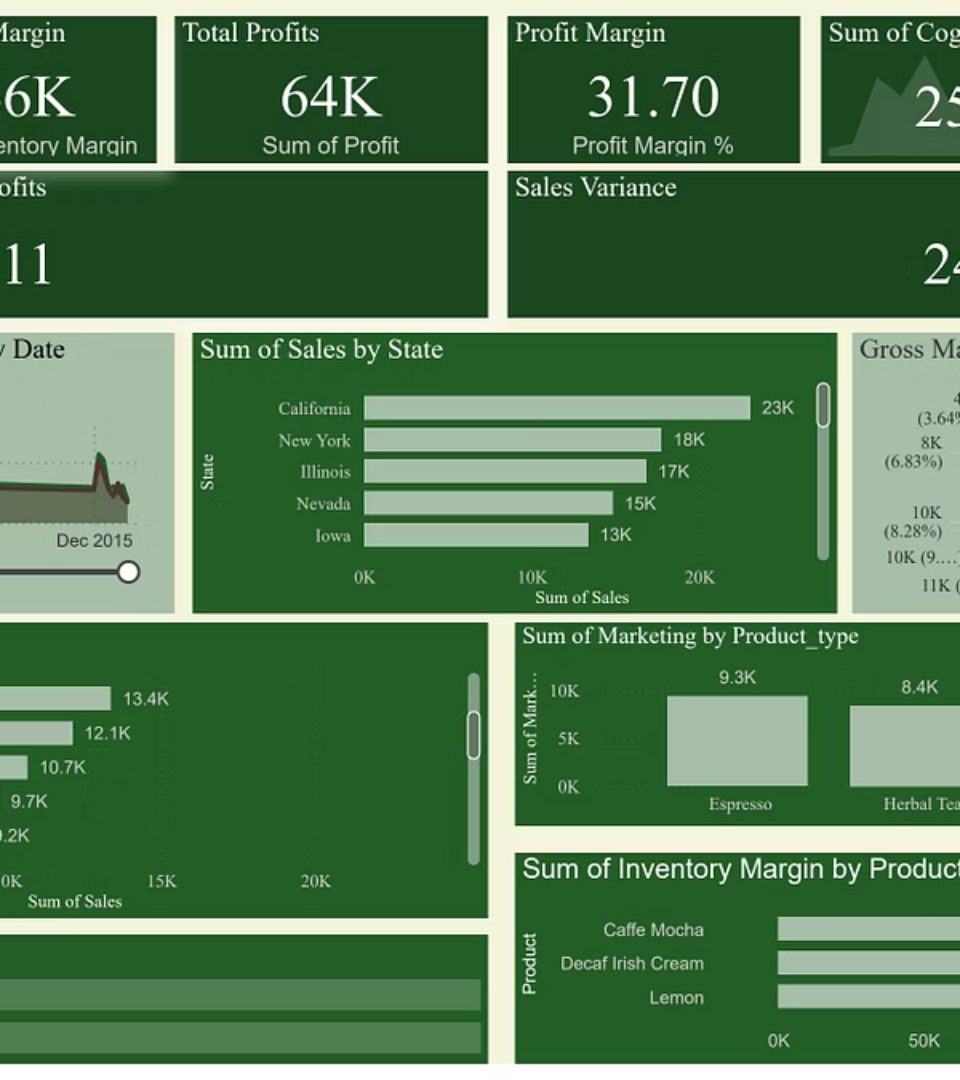 Margin
6K
entory Margin
Total Profits
64K
Sum of Profit
Profit Margin
31.70
Profit Margin %
Sum of Cog
25
ofits
11
Sales Variance
24
y Date
Dec 2015
Sum of Sales by State
State
California
23K
New York
18K
Illinois
17K
Nevada
15K
Iowa
13K
0K
10K
20K
Sum of Sales
Gross Ma
4
(3.64%
8K
(6.83%)
10K
(8.28%)
10K (9....)
11K (
13.4K
12.1K
10.7K
9.7K
9.2K
0K
15K
20K
Sum of Sales
Sum of Marketing by Product_type
Sum of Mark...
10K
5K
0K
9.3K
8.4K
Espresso
Herbal Tea
Sum of Inventory Margin by Product
Product
Caffe Mocha
Decaf Irish Cream
Lemon
0K
50K